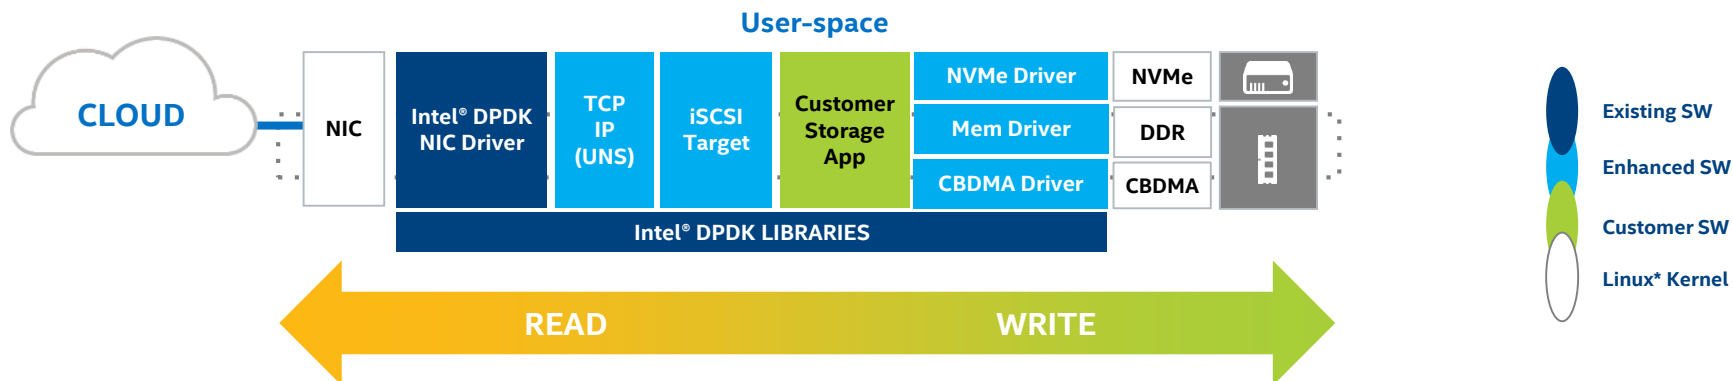 User-space
CLOUD
NIC
Intel® DPDK
NIC Driver
TCP
IP
(UNS)
iSCSI
Target
Customer
Storage
App
NVMe Driver
Mem Driver
CBDMA Driver
NVMe
DDR
CBDMA
Intel® DPDK LIBRARIES
READ
WRITE
Existing SW
Enhanced SW
Customer SW
Linux* Kernel